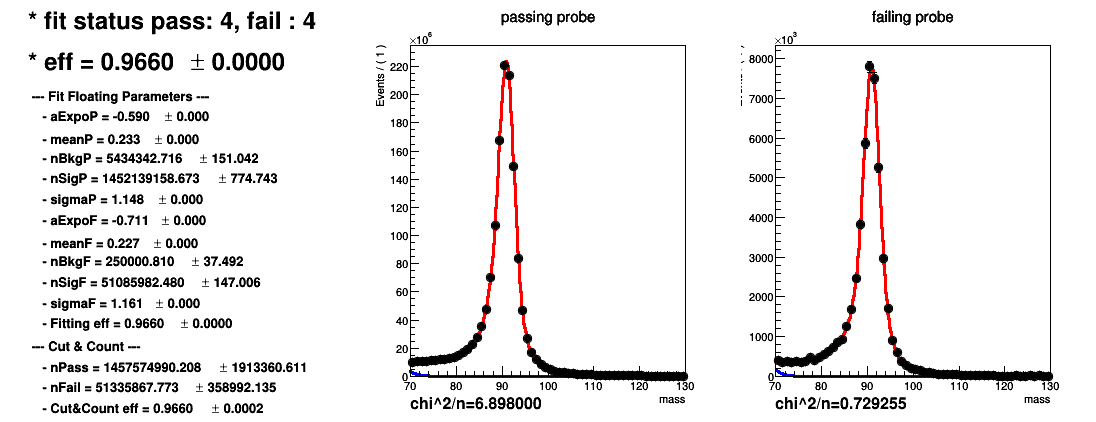 * fit status pass: 4, fail : 4
* eff = 0.9660 ± 0.0000
--- Fit Floating Parameters ---
- aExpoP = -0.590 ± 0.000
- meanP = 0.233 ± 0.000
- nBkgP = 5434342.716 ± 151.042
- nSigP = 1452139158.673 ± 774.743
- sigmaP = 1.148 ± 0.000
- aExpoF = -0.711 ± 0.000
- meanF = 0.227 ± 0.000
- nBkgF = 250000.810 ± 37.492
- nSigF = 51085982.480 ± 147.006
- sigmaF = 1.161 ± 0.000
- Fitting eff = 0.9660 ± 0.0000
--- Cut & Count ---
- nPass = 1457574990.208 ± 1913360.611
- nFail = 51335867.773 ± 358992.135
- Cut&Count eff = 0.9660 ± 0.0002
passing probe
×10⁶
Events / ( 1 )
220
200
180
160
140
120
100
80
60
40
20
0
70 80 90 100 110 120 130
mass
chi^2/n=6.898000
failing probe
×10³
8000
7000
6000
5000
4000
3000
2000
1000
0
70 80 90 100 110 120 130
mass
chi^2/n=0.729255